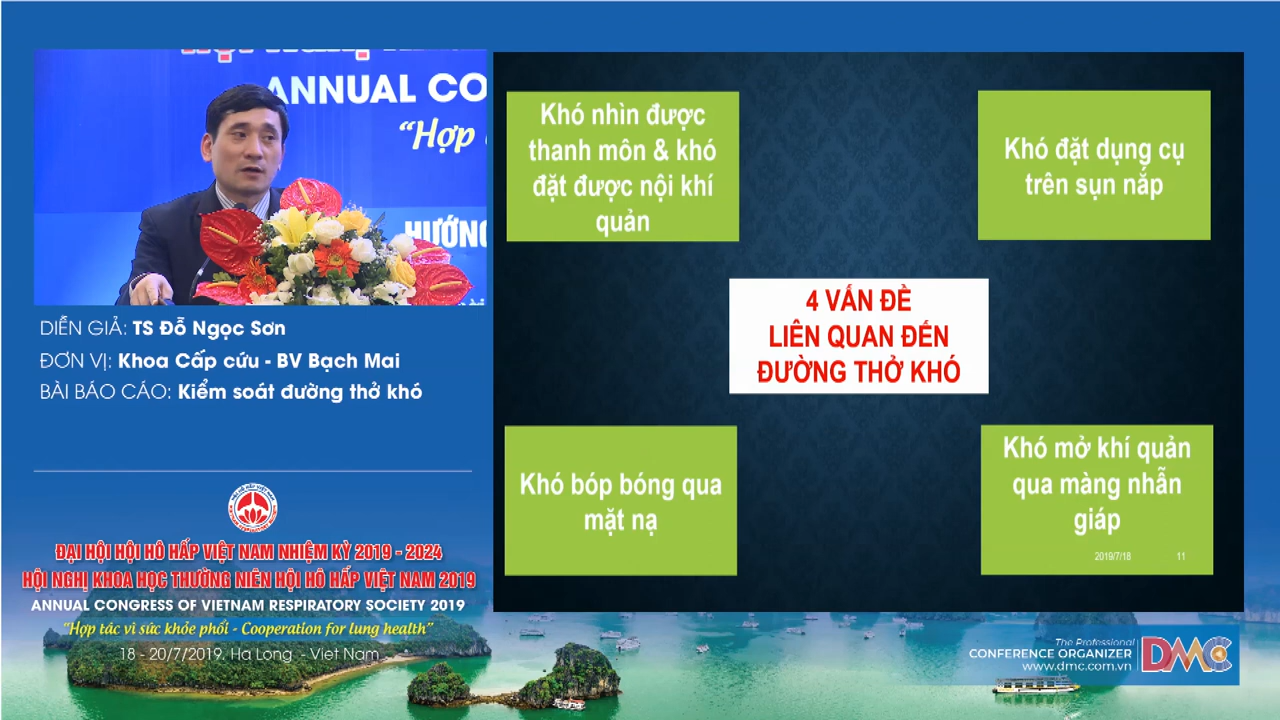 ANNUAL CO
“Hợp
HƯỚNG
DIỄN GIẢ: TS Đỗ Ngọc Sơn
ĐƠN VỊ: Khoa Cấp cứu - BV Bạch Mai
BÀI BÁO CÁO: Kiểm soát đường thở khó
ĐẠI HỘI HỘI HÔ HẤP VIỆT NAM NHIỆM KỲ 2019 - 2024
HỘI NGHỊ KHOA HỌC THƯỜNG NIÊN HỘI HÔ HẤP VIỆT NAM 2019
ANNUAL CONGRESS OF VIETNAM RESPIRATORY SOCIETY 2019
“Hợp tác vì sức khỏe phổi - Cooperation for lung health”
18 - 20/7/2019. Ha Long - Viet Nam
Khó nhìn được
thanh môn & khó
đặt được nội khí
quản
Khó đặt dụng cụ
trên sụn nắp
4 VẤN ĐỀ
LIÊN QUAN ĐẾN
ĐƯỜNG THỞ KHÓ
Khó bóp bóng qua
mặt nạ
Khó mở khí quản
qua màng nhẫn
giáp
2019/7/18 11
The Professional
CONFERENCE ORGANIZER
www.dmc.com.vn
DMC